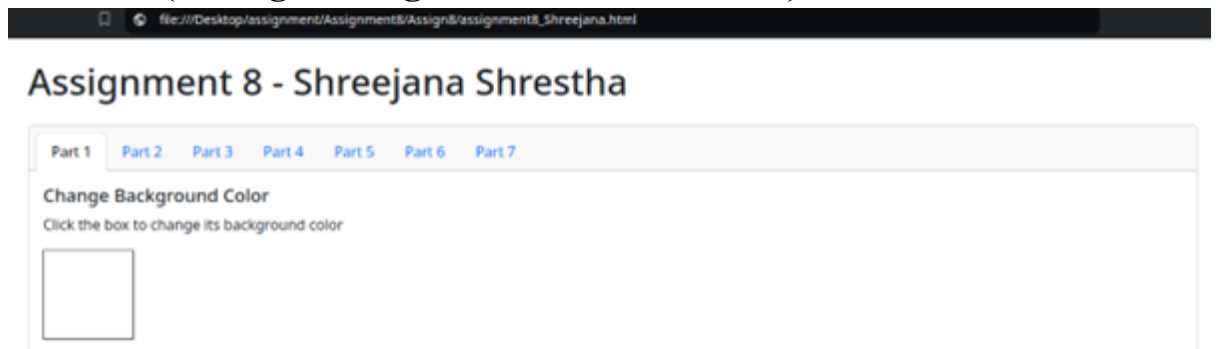 file:///Desktop/assignment/Assignment8/Assign8/assignment8_Shreejana.html
Assignment 8 - Shreejana Shrestha
Part 1 Part 2 Part 3 Part 4 Part 5 Part 6 Part 7
Change Background Color
Click the box to change its background color